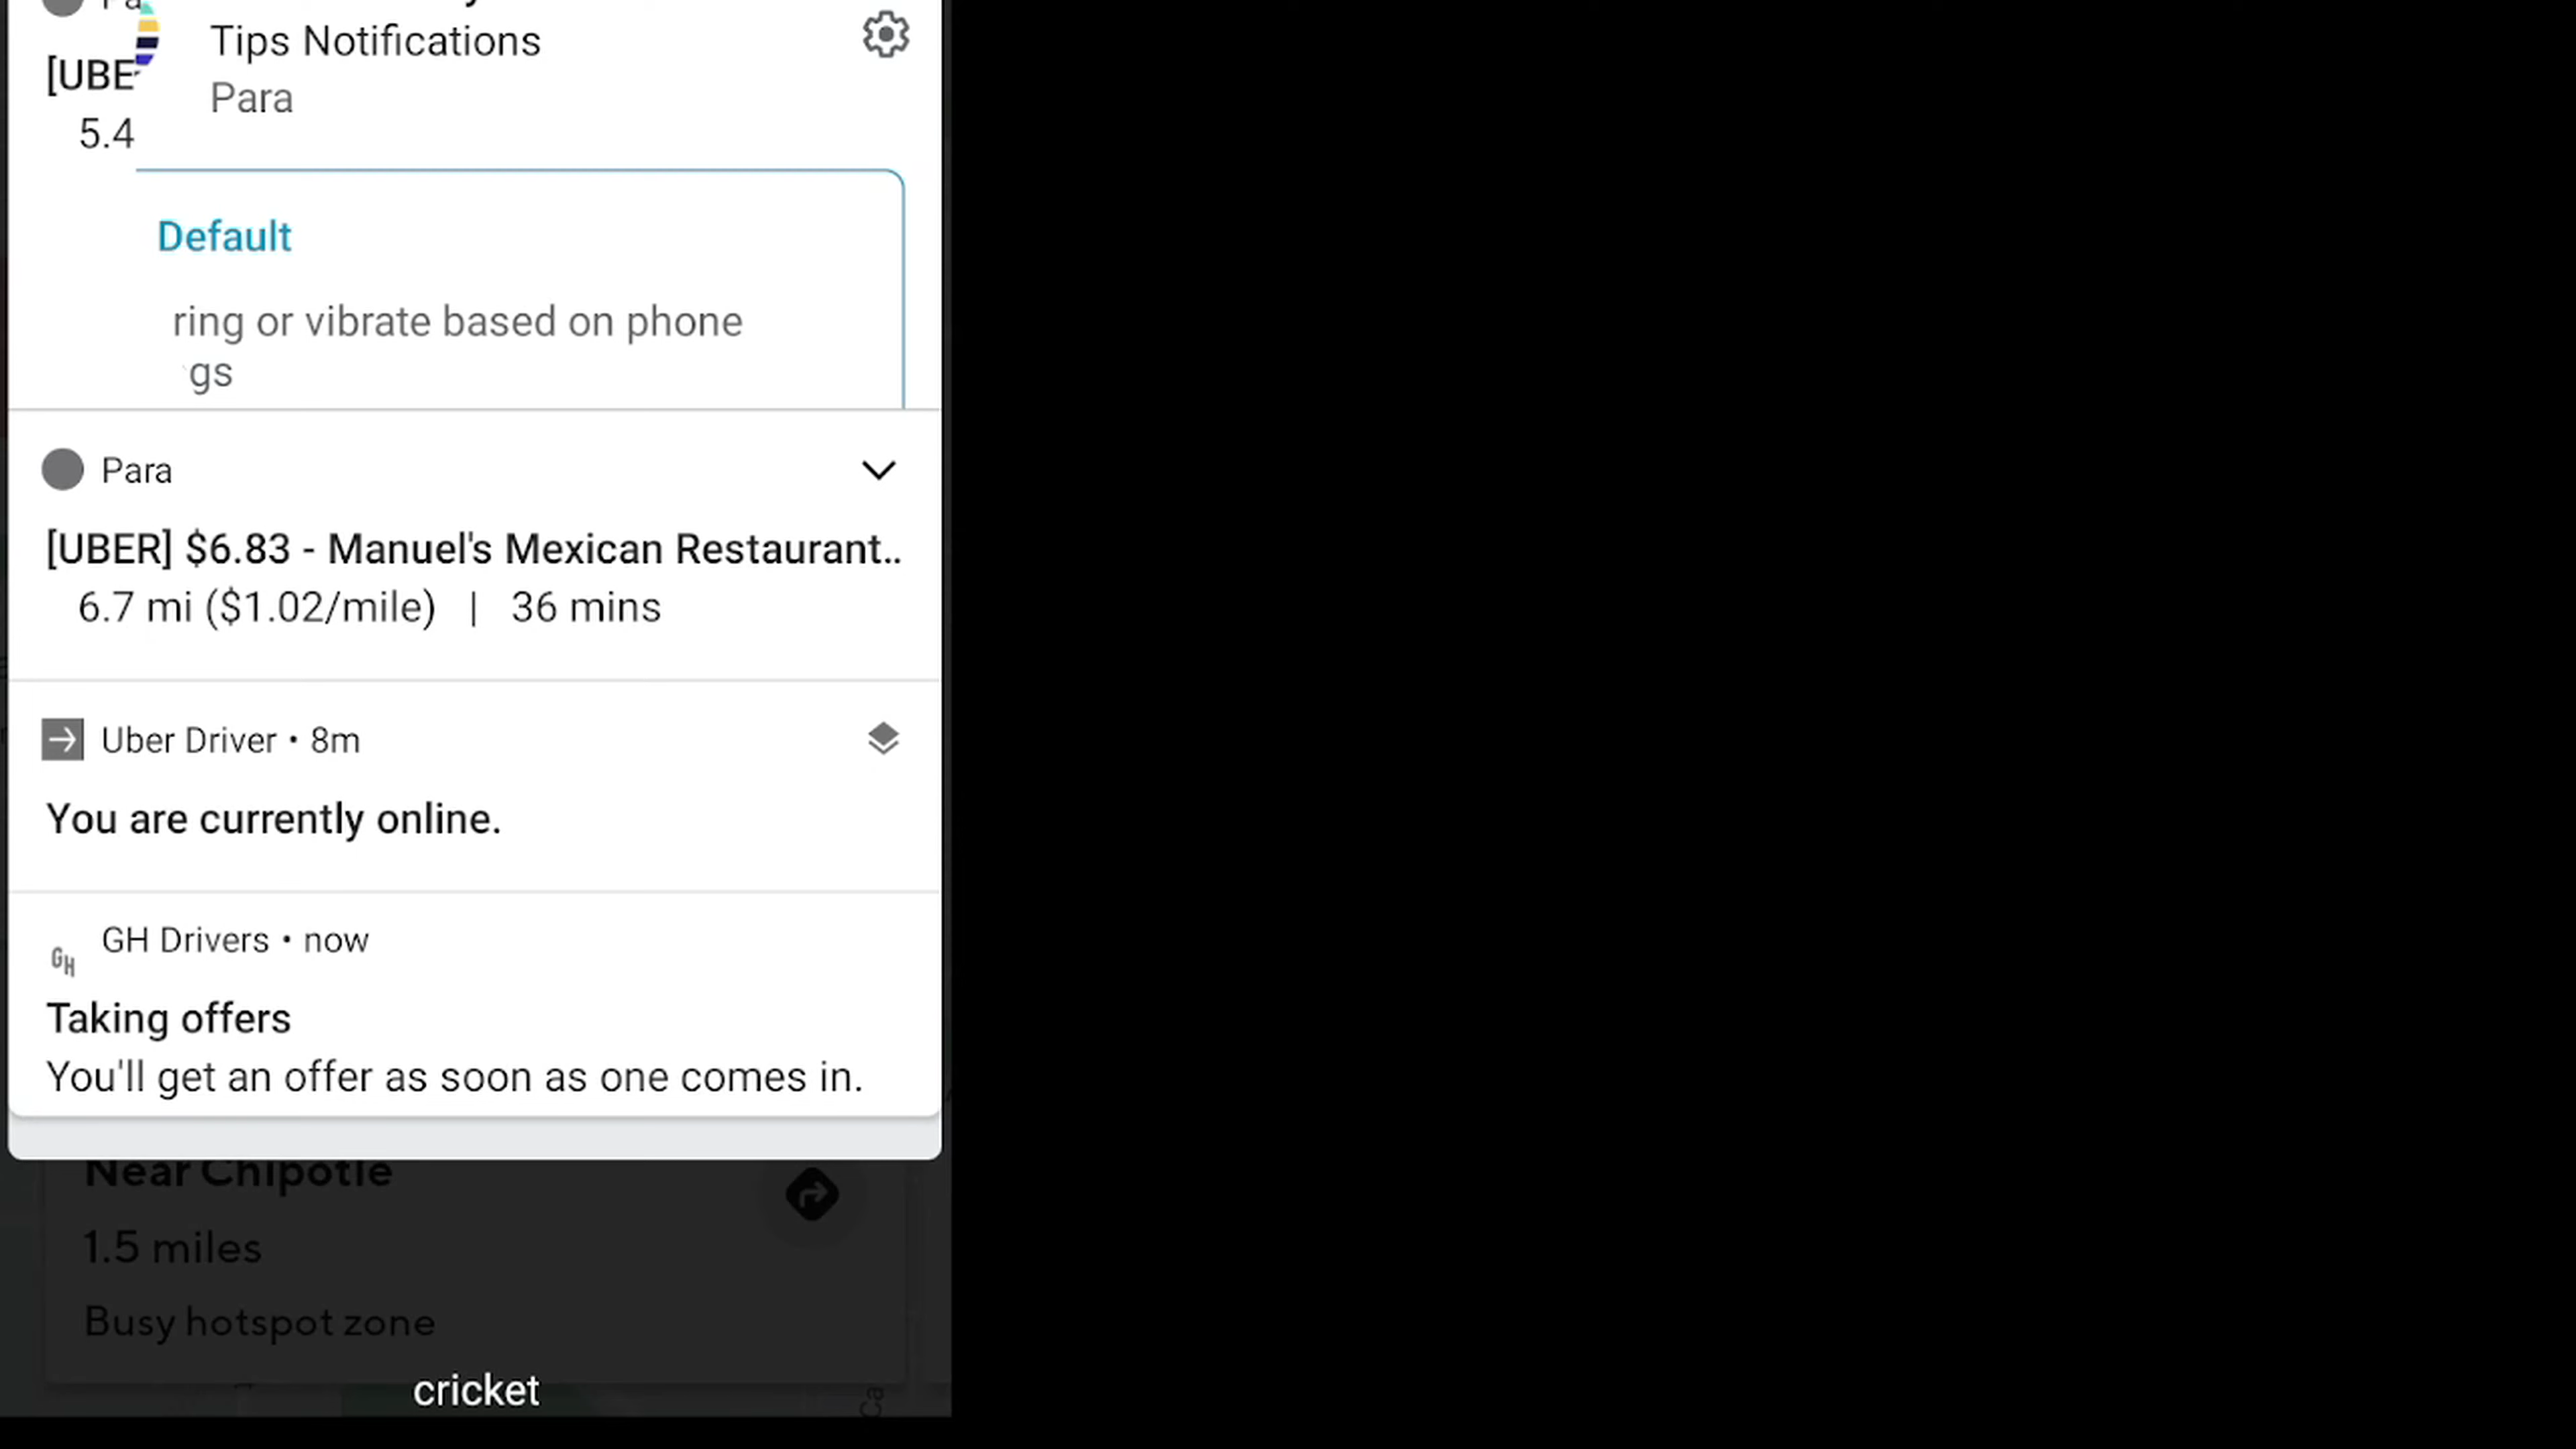 Tips Notifications
Para
[UBE
5.4
Default
ring or vibrate based on phone
gs
Para
[UBER] $6.83 - Manuel's Mexican Restaurant..
6.7 mi ($1.02/mile) | 36 mins
Uber Driver • 8m
You are currently online.
GH
GH Drivers • now
Taking offers
You'll get an offer as soon as one comes in.
Near Chipotle
1.5 miles
Busy hotspot zone
cricket
Ca